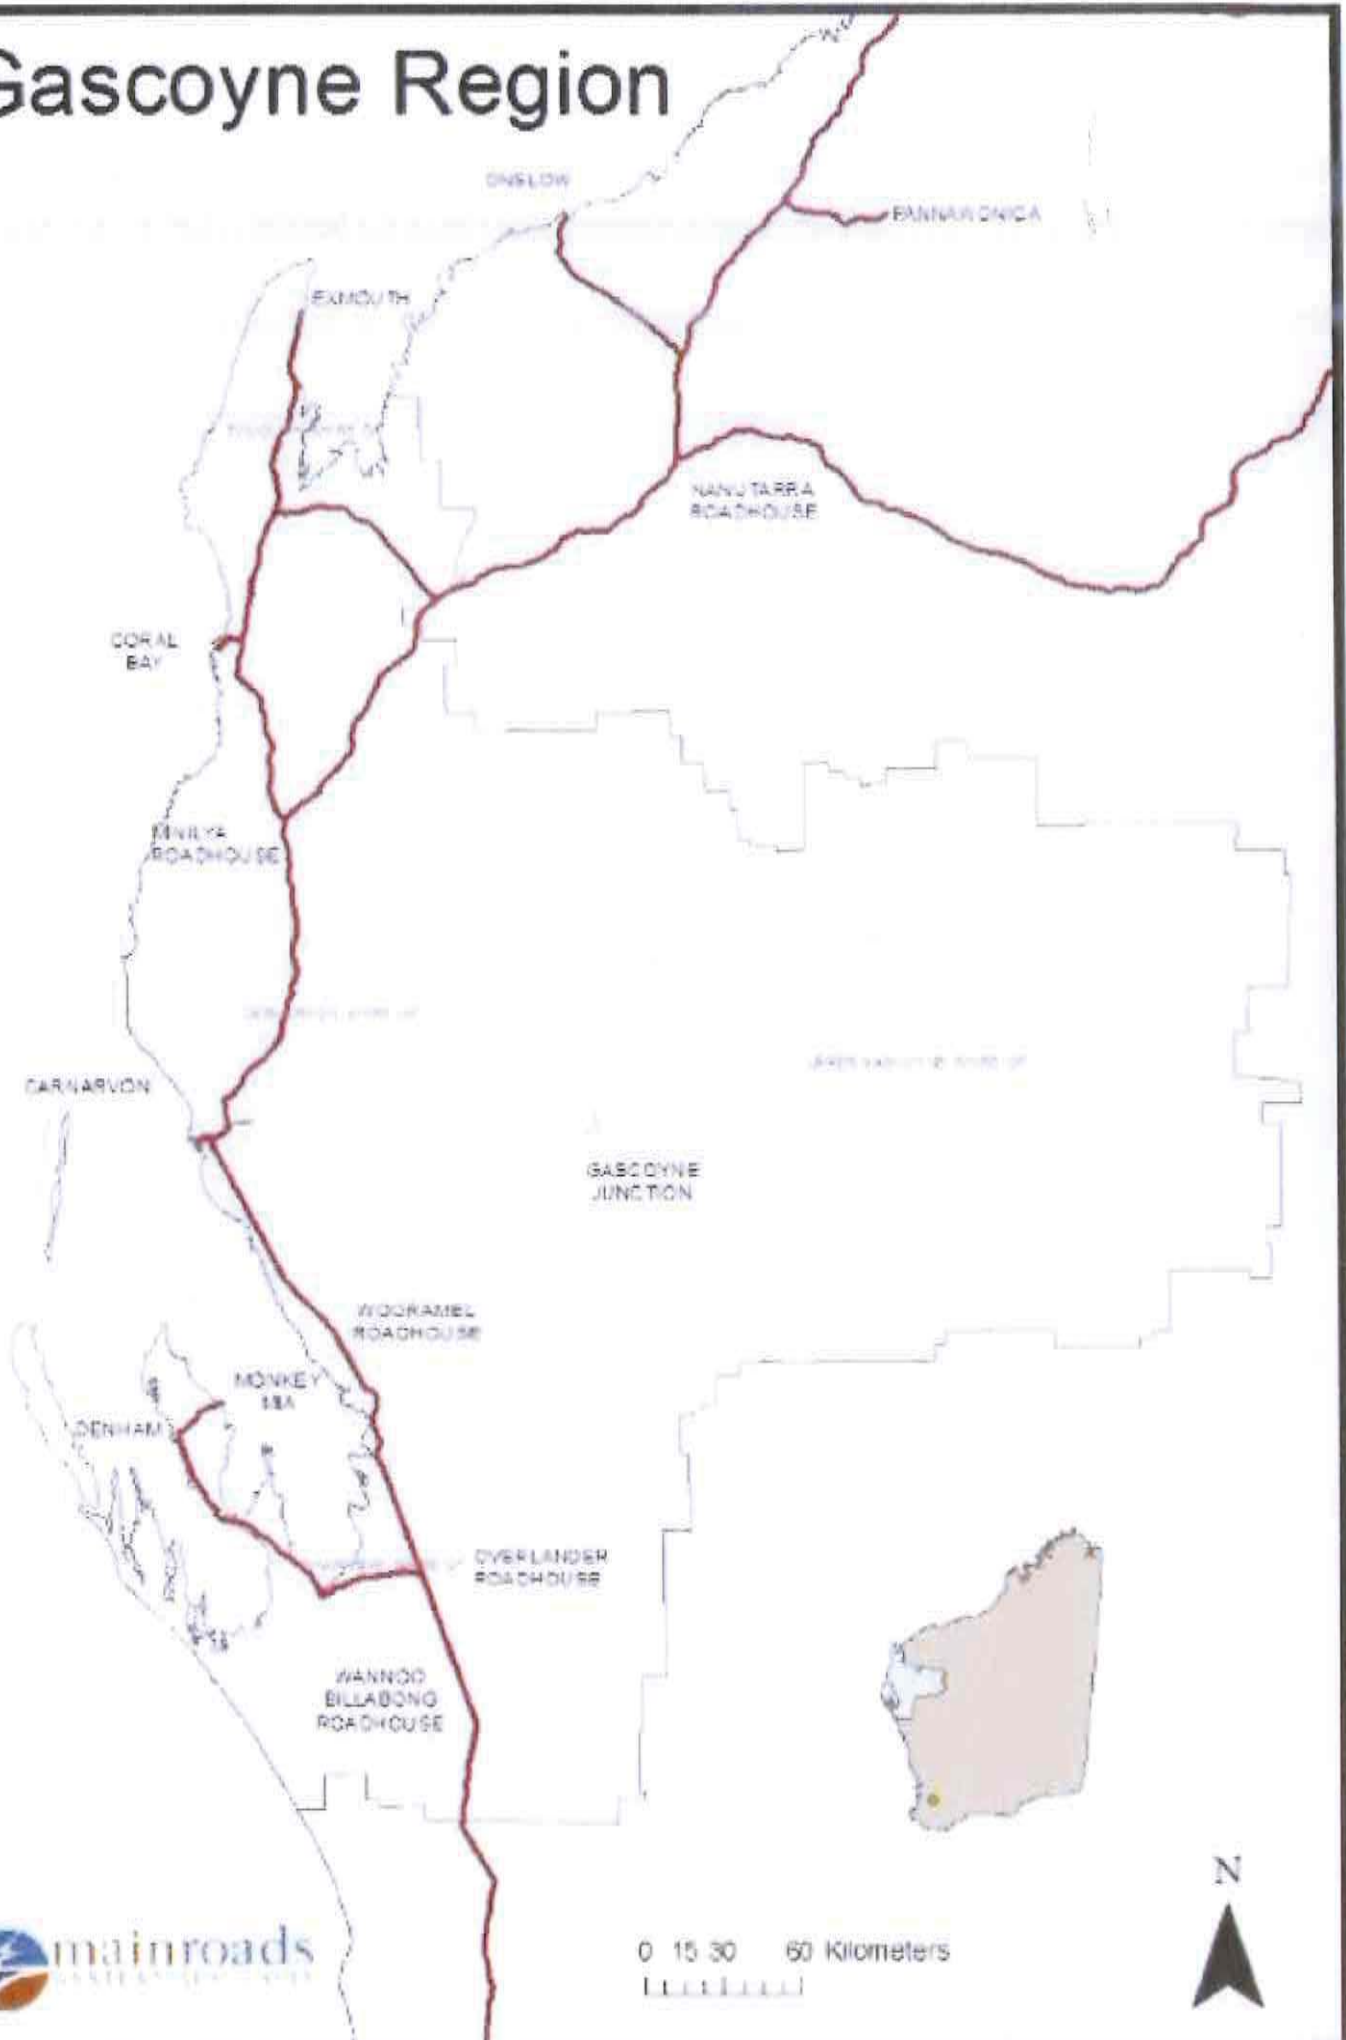 Gascoyne Region
ONSLOW
PANNAWONICA
EXMOUTH
NANUTARRA
ROADHOUSE
CORAL
BAY
MINILYA
ROADHOUSE
CARNARVON
GASCOYNE
JUNCTION
WOORAMEL
ROADHOUSE
MONKEY
MIA
DENHAM
OVERLANDER
ROADHOUSE
WANNOO
BILLABONG
ROADHOUSE
N
mainroads
0 15 30 60 Kilometers